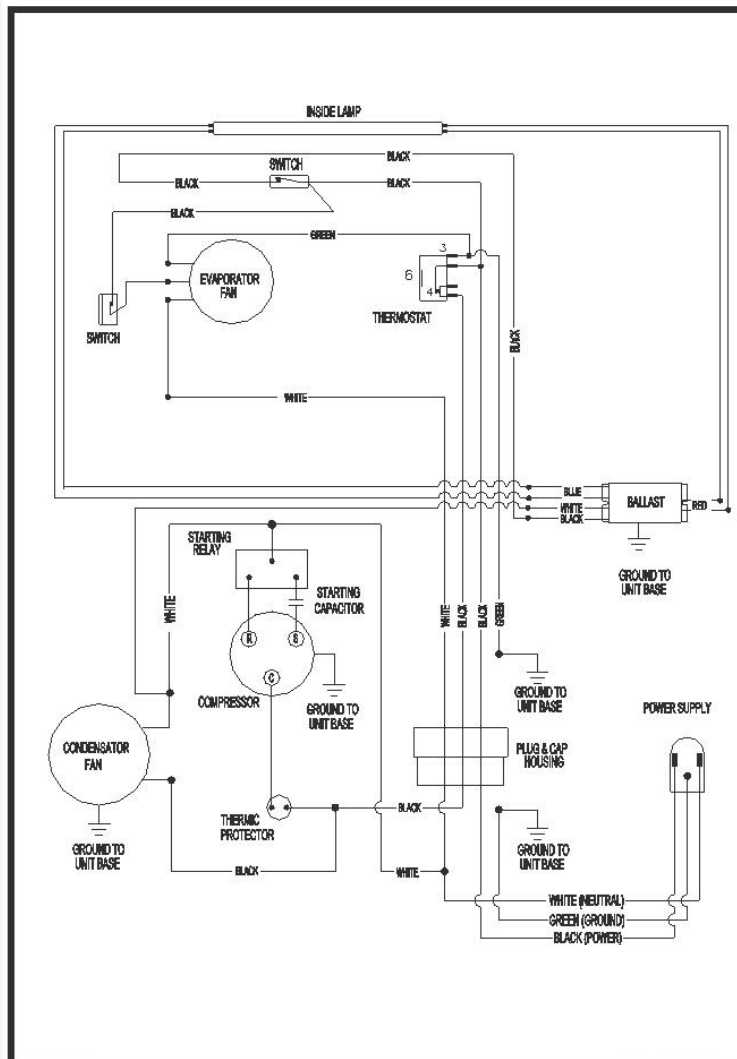 INSIDE LAMP
BLACK
SWITCH
BLACK
BLACK
BLACK
GREEN
3
EVAPORATOR
FAN
6
4
THERMOSTAT
SWITCH
BLACK
WHITE
BLUE
BALLAST
WHITE
RED
BLACK
STARTING
RELAY
GROUND TO
UNIT BASE
STARTING
CAPACITOR
WHITE
WHITE
BLACK
BLACK
GREEN
R
S
C
COMPRESSOR
GROUND TO
UNIT BASE
GROUND TO
UNIT BASE
POWER SUPPLY
CONDENSATOR
FAN
PLUG & CAP
HOUSING
BLACK
THERMIC
PROTECTOR
GROUND TO
UNIT BASE
GROUND TO
UNIT BASE
BLACK
WHITE
WHITE (NEUTRAL)
GREEN (GROUND)
BLACK (POWER)